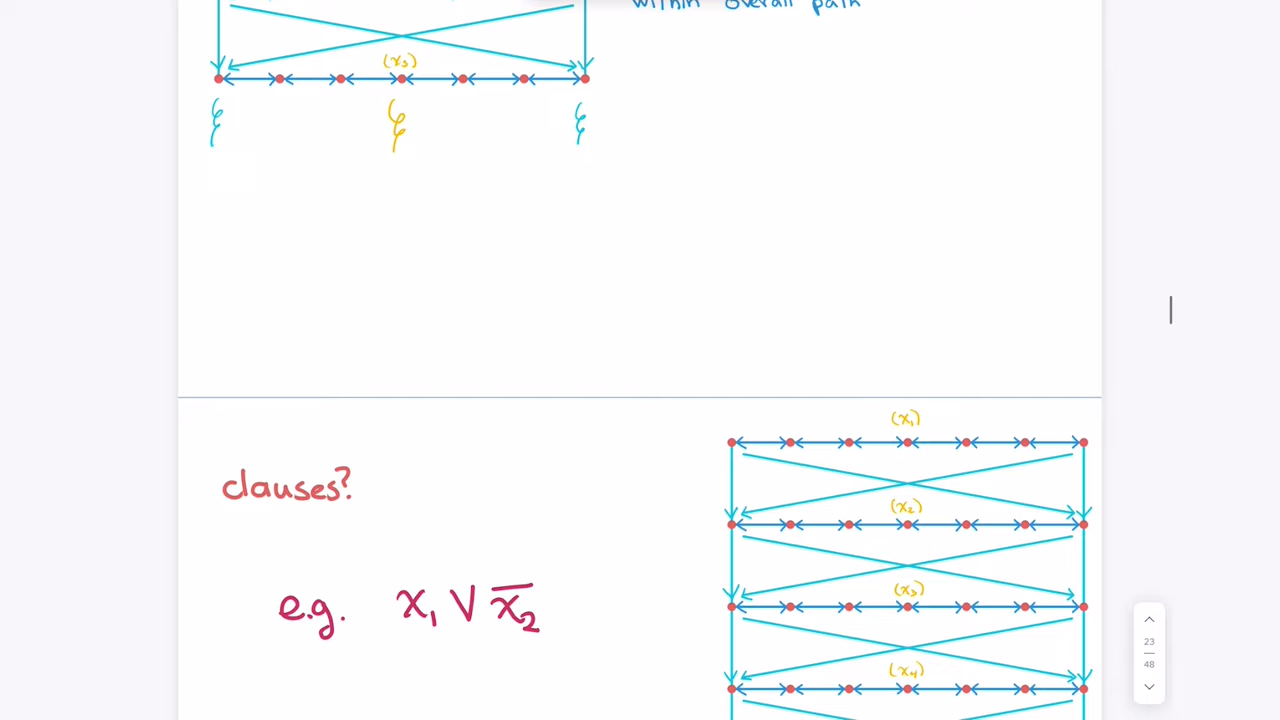 within overall path
(x₃)
clauses?
e.g. x₁ ∨ x̅₂
(x₁)
(x₂)
(x₃)
(x₄)
23
48